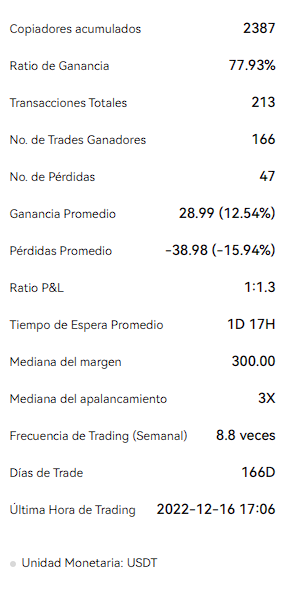 Copiadores acumulados 2387
Ratio de Ganancia 77.93%
Transacciones Totales 213
No. de Trades Ganadores 166
No. de Pérdidas 47
Ganancia Promedio 28.99 (12.54%)
Pérdidas Promedio -38.98 (-15.94%)
Ratio P&L 1:1.3
Tiempo de Espera Promedio 1D 17H
Mediana del margen 300.00
Mediana del apalancamiento 3X
Frecuencia de Trading (Semanal) 8.8 veces
Días de Trade 166D
Última Hora de Trading 2022-12-16 17:06
Unidad Monetaria: USDT